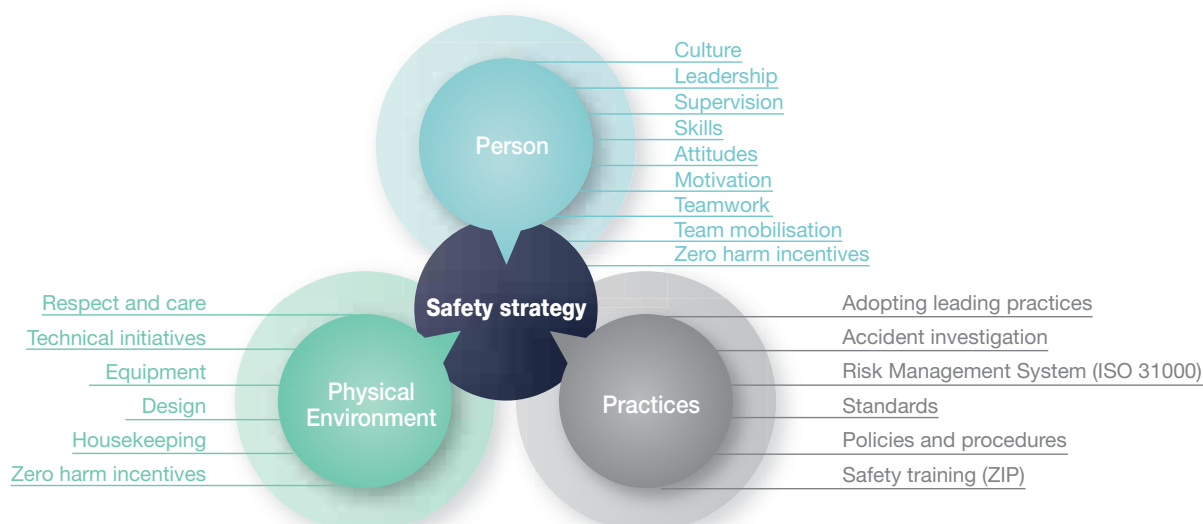 Person
Culture
Leadership
Supervision
Skills
Attitudes
Motivation
Teamwork
Team mobilisation
Zero harm incentives
Safety strategy
Respect and care
Technical initiatives
Equipment
Design
Housekeeping
Zero harm incentives
Physical
Environment
Practices
Adopting leading practices
Accident investigation
Risk Management System (ISO 31000)
Standards
Policies and procedures
Safety training (ZIP)